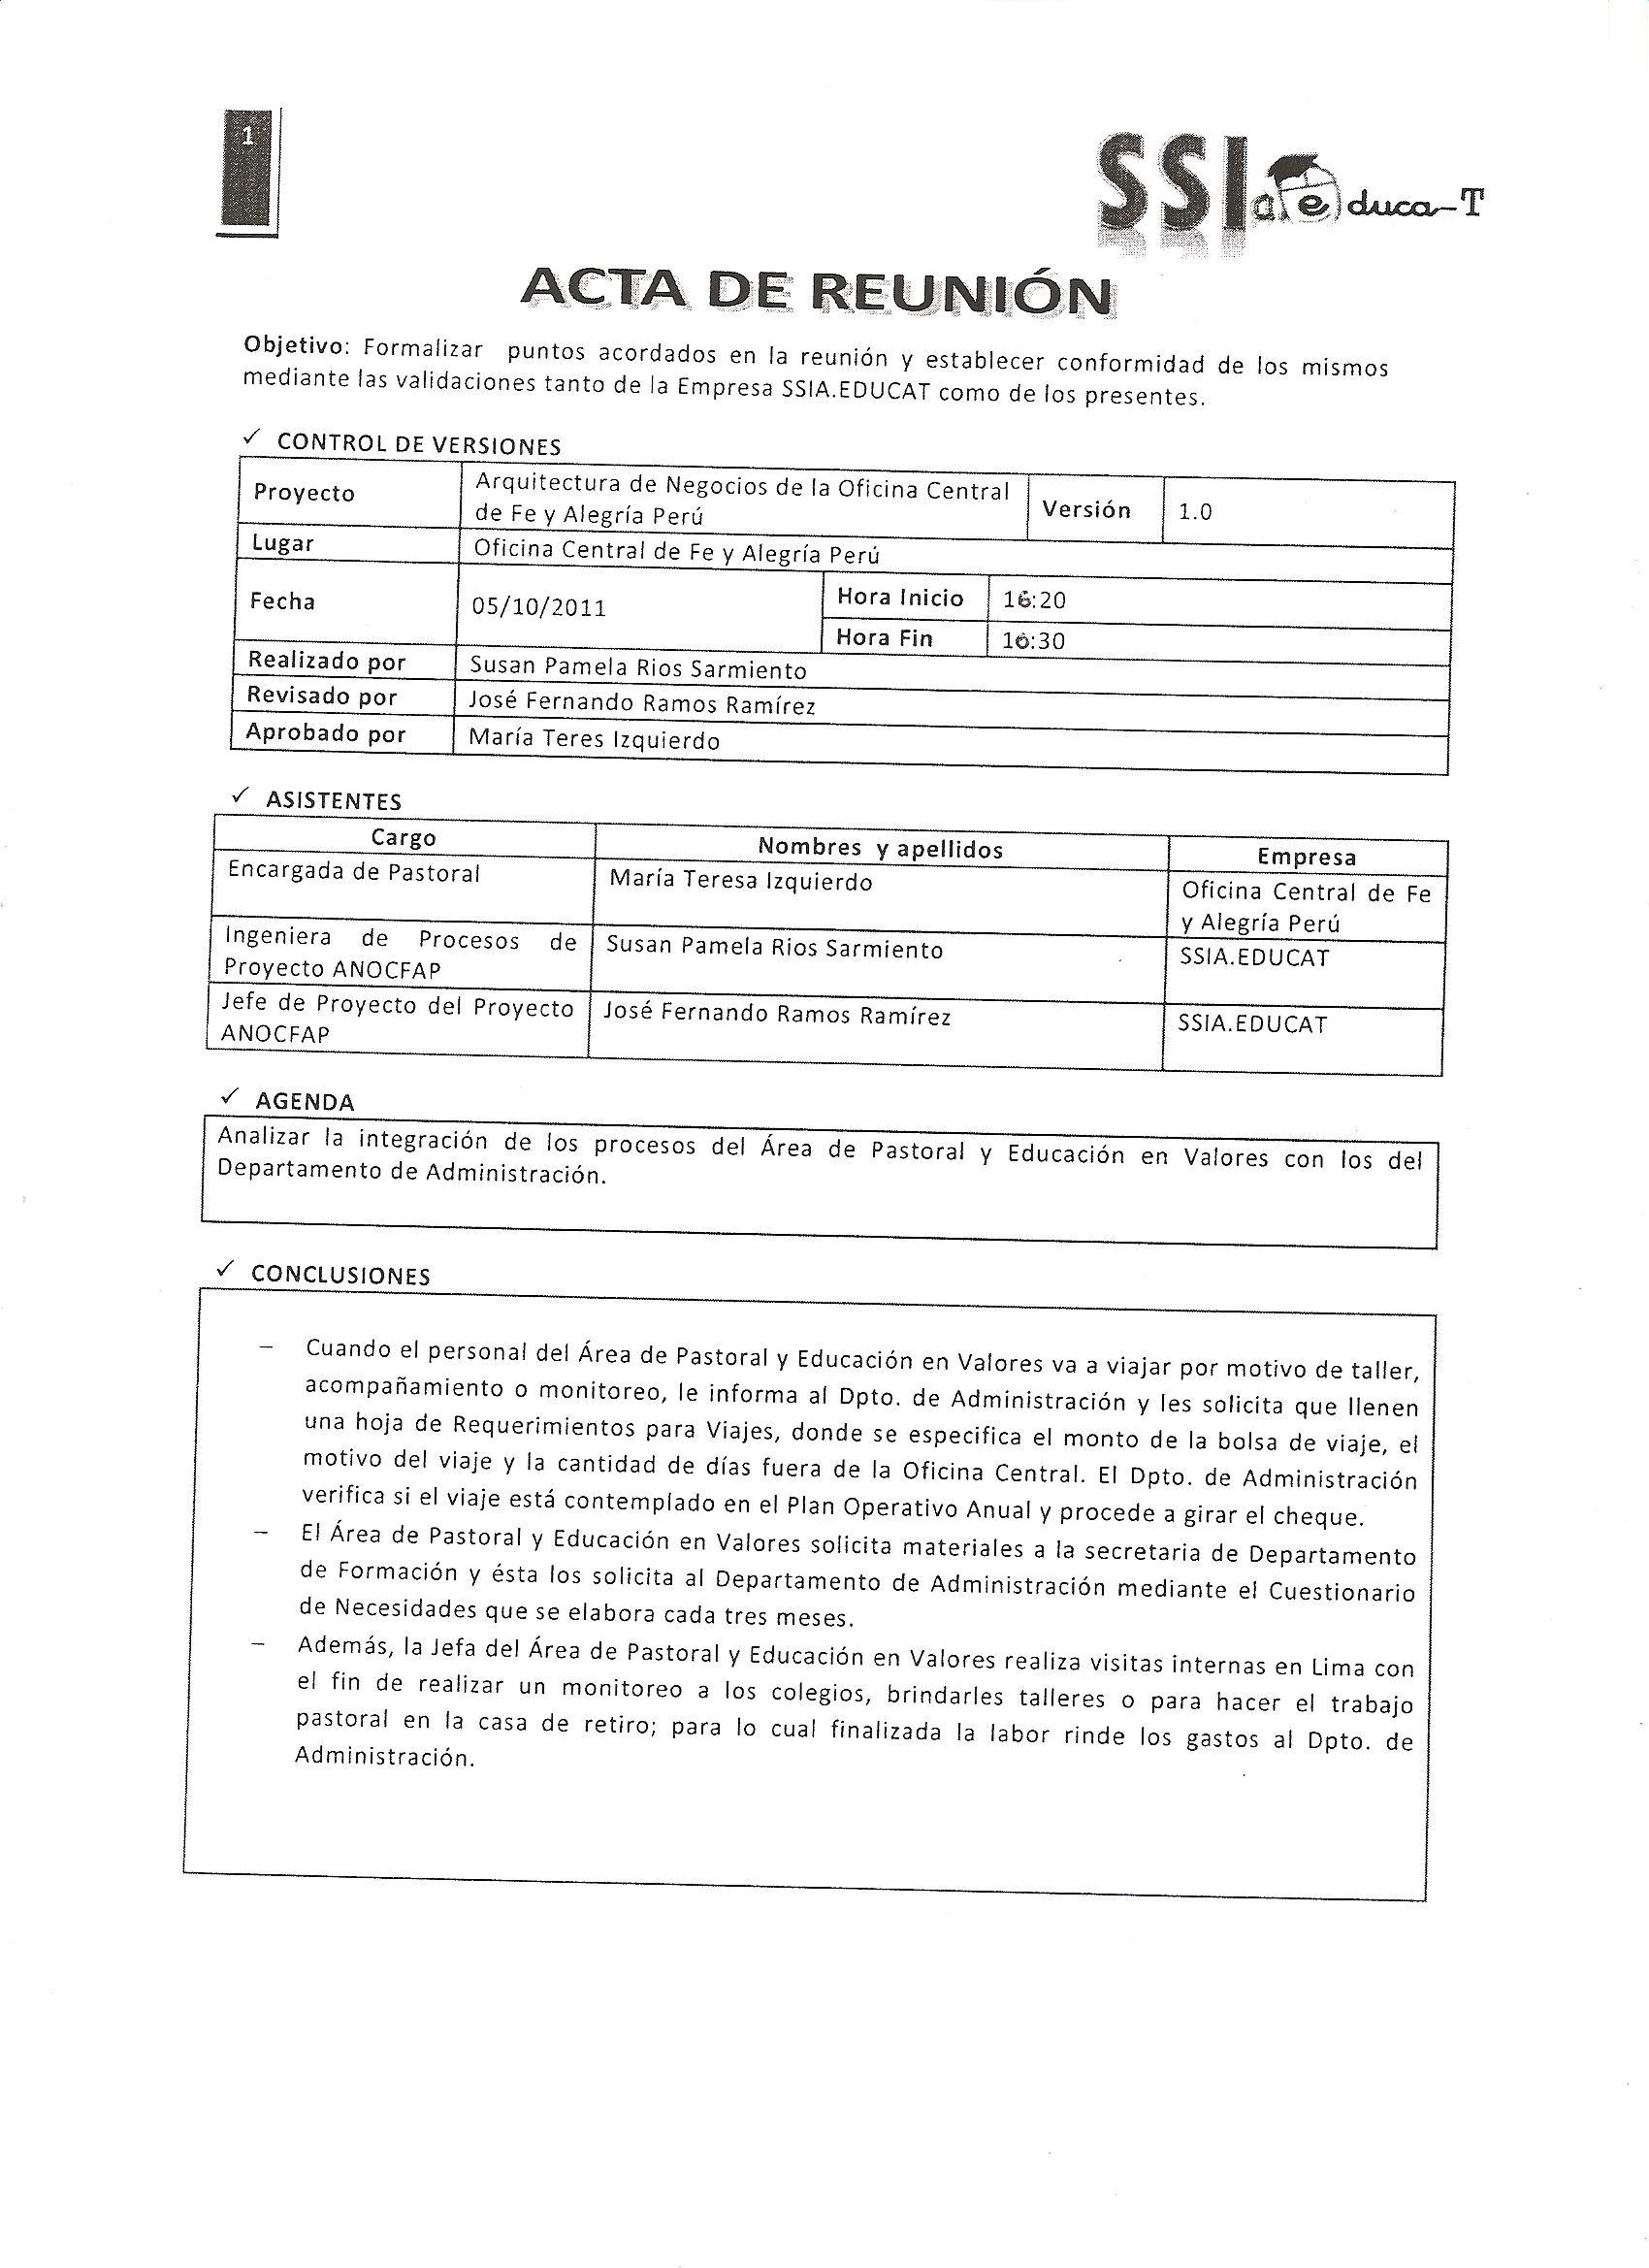 1
SSIa.educa-T
ACTA DE REUNIÓN
Objetivo: Formalizar puntos acordados en la reunión y establecer conformidad de los mismos
mediante las validaciones tanto de la Empresa SSIA.EDUCAT como de los presentes.
✓ CONTROL DE VERSIONES
Proyecto
Arquitectura de Negocios de la Oficina Central
de Fe y Alegría Perú
Versión
1.0
Lugar
Oficina Central de Fe y Alegría Perú
Fecha
05/10/2011
Hora Inicio
16:20
Hora Fin
16:30
Realizado por
Susan Pamela Rios Sarmiento
Revisado por
José Fernando Ramos Ramírez
Aprobado por
María Teres Izquierdo
✓ ASISTENTES
Cargo
Nombres y apellidos
Empresa
Encargada de Pastoral
María Teresa Izquierdo
Oficina Central de Fe
y Alegría Perú
Ingeniera de Procesos de
Proyecto ANOCFAP
Susan Pamela Rios Sarmiento
SSIA.EDUCAT
Jefe de Proyecto del Proyecto
ANOCFAP
José Fernando Ramos Ramírez
SSIA.EDUCAT
✓ AGENDA
Analizar la integración de los procesos del Área de Pastoral y Educación en Valores con los del
Departamento de Administración.
✓ CONCLUSIONES
– Cuando el personal del Área de Pastoral y Educación en Valores va a viajar por motivo de taller,
acompañamiento o monitoreo, le informa al Dpto. de Administración y les solicita que llenen
una hoja de Requerimientos para Viajes, donde se especifica el monto de la bolsa de viaje, el
motivo del viaje y la cantidad de días fuera de la Oficina Central. El Dpto. de Administración
verifica si el viaje está contemplado en el Plan Operativo Anual y procede a girar el cheque.
– El Área de Pastoral y Educación en Valores solicita materiales a la secretaria de Departamento
de Formación y ésta los solicita al Departamento de Administración mediante el Cuestionario
de Necesidades que se elabora cada tres meses.
– Además, la Jefa del Área de Pastoral y Educación en Valores realiza visitas internas en Lima con
el fin de realizar un monitoreo a los colegios, brindarles talleres o para hacer el trabajo
pastoral en la casa de retiro; para lo cual finalizada la labor rinde los gastos al Dpto. de
Administración.